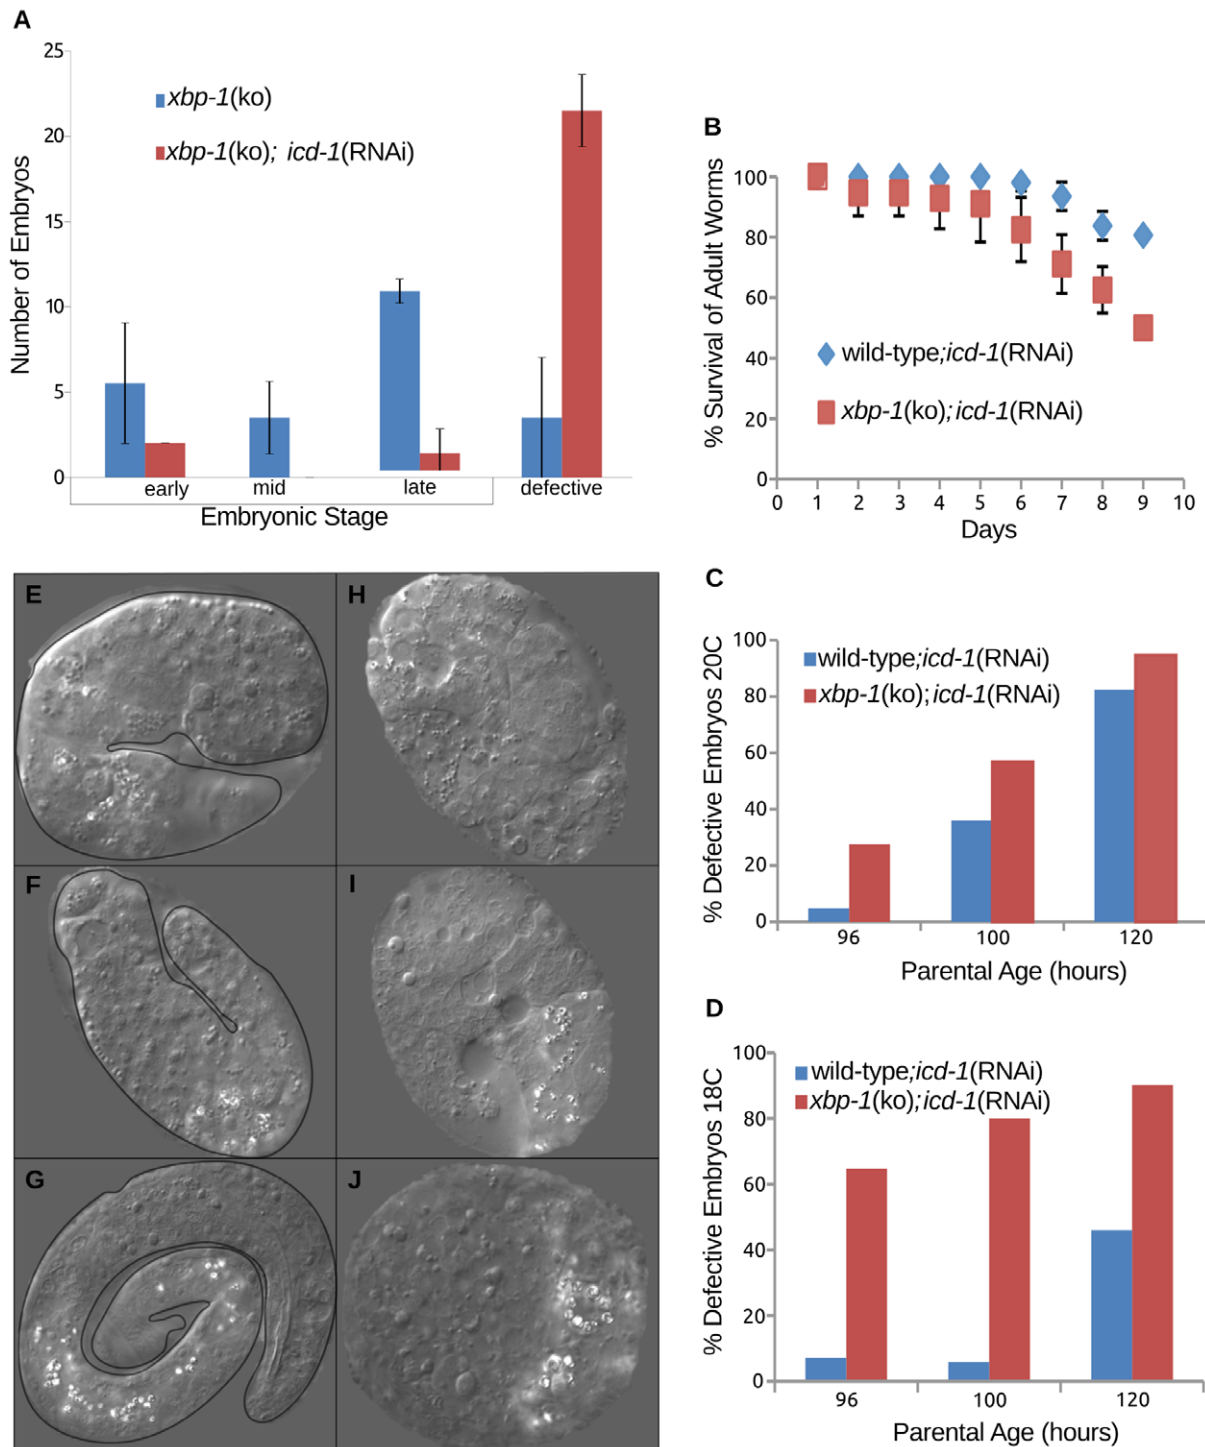 A
25
20
15
10
5
0
Number of Embryos
xbp-1(ko)
xbp-1(ko); icd-1(RNAi)
early mid late defective
Embryonic Stage
B
100
80
60
40
20
0
% Survival of Adult Worms
wild-type;icd-1(RNAi)
xbp-1(ko);icd-1(RNAi)
0 1 2 3 4 5 6 7 8 9 10
Days
C
100
80
60
40
20
0
% Defective Embryos 20C
wild-type;icd-1(RNAi)
xbp-1(ko);icd-1(RNAi)
96 100 120
Parental Age (hours)
D
100
80
60
40
20
0
% Defective Embryos 18C
wild-type;icd-1(RNAi)
xbp-1(ko);icd-1(RNAi)
96 100 120
Parental Age (hours)
E
H
F
I
G
J